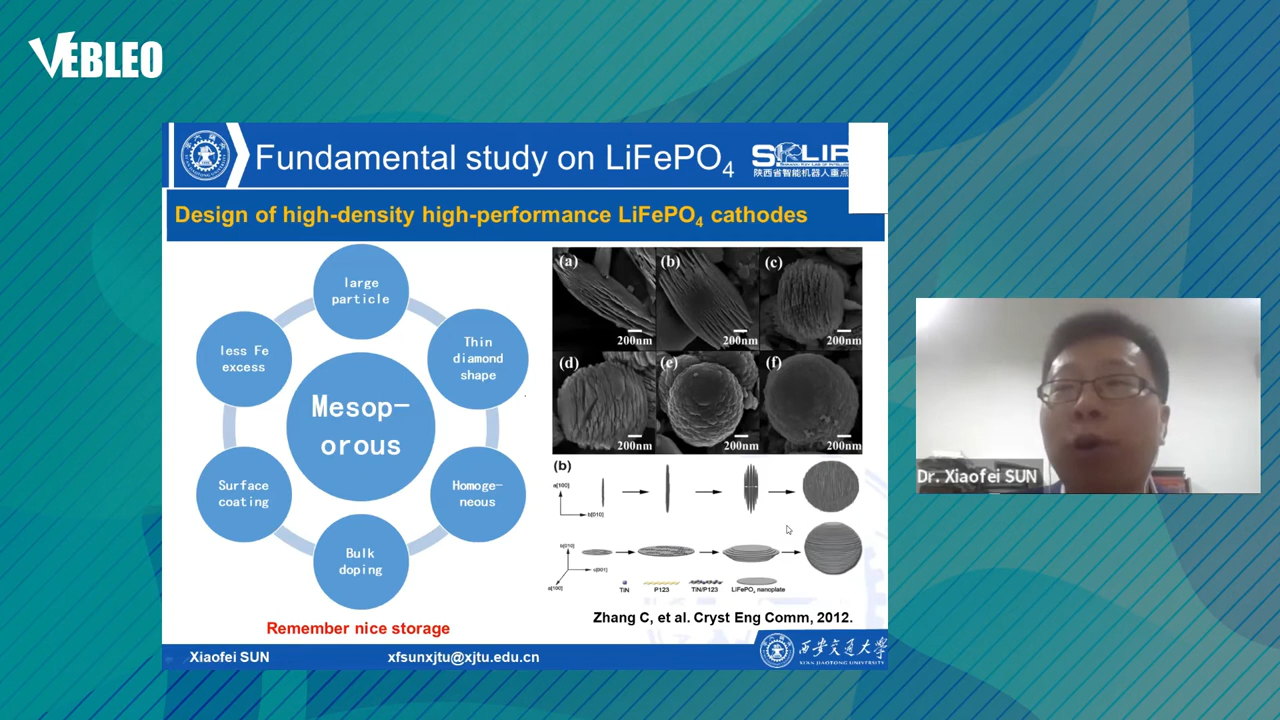 VEBLEO
Fundamental study on LiFePO4
SKLIR
陕西省智能机器人重点
Design of high-density high-performance LiFePO4 cathodes
large
particle
Thin
diamond
shape
Homoge-
neous
Bulk
doping
Surface
coating
less Fe
excess
Mesop-
orous
Remember nice storage
(a)
200nm
(b)
200nm
(c)
200nm
(d)
200nm
(e)
200nm
(f)
200nm
(b)
a[100]
b[010]
b[010]
c[001]
a[100]
TiN
P123
TiN/P123
LiFePO4 nanoplate
Zhang C, et al. Cryst Eng Comm, 2012.
Xiaofei SUN
xfsunxjtu@xjtu.edu.cn
西安交通大学
XI'AN JIAOTONG UNIVERSITY
Dr. Xiaofei SUN